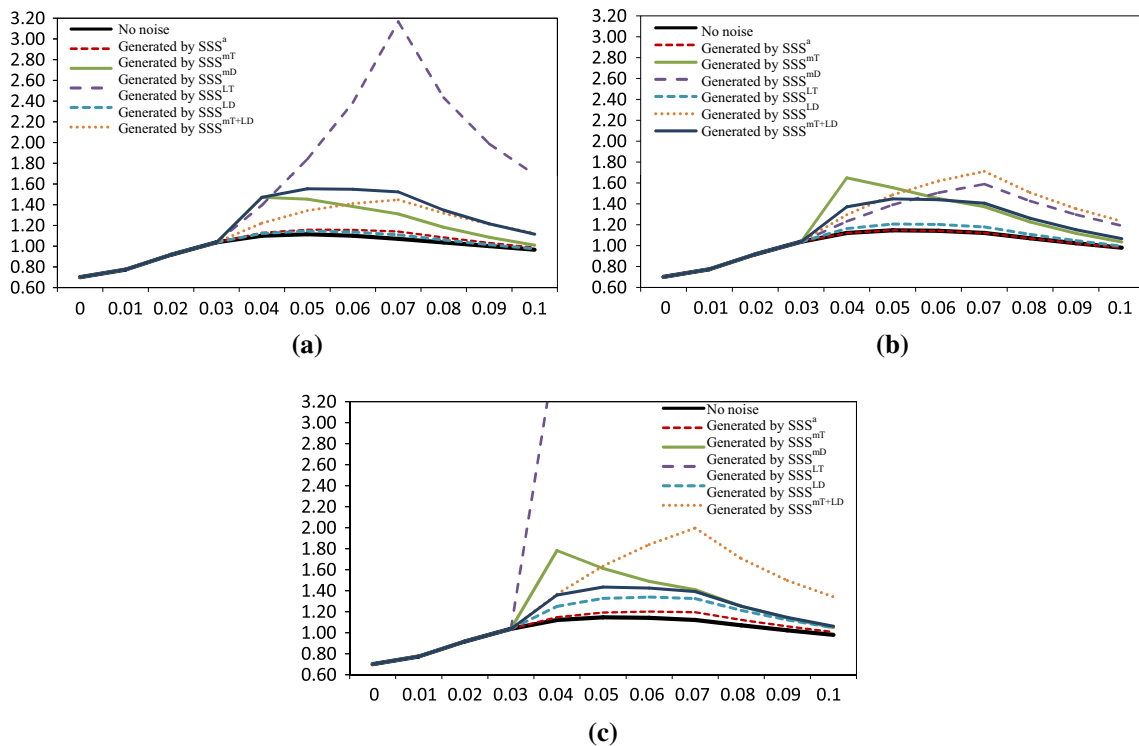 3.20
3.00
2.80
2.60
2.40
2.20
2.00
1.80
1.60
1.40
1.20
1.00
0.80
0.60
No noise
Generated by SSS^a
Generated by SSS^mT
Generated by SSS^mD
Generated by SSS^LT
Generated by SSS^LD
Generated by SSS^mT+LD
0 0.01 0.02 0.03 0.04 0.05 0.06 0.07 0.08 0.09 0.1
(a)
3.20
3.00
2.80
2.60
2.40
2.20
2.00
1.80
1.60
1.40
1.20
1.00
0.80
0.60
No noise
Generated by SSS^a
Generated by SSS^mT
Generated by SSS^mD
Generated by SSS^LT
Generated by SSS^LD
Generated by SSS^mT+LD
0 0.01 0.02 0.03 0.04 0.05 0.06 0.07 0.08 0.09 0.1
(b)
3.20
3.00
2.80
2.60
2.40
2.20
2.00
1.80
1.60
1.40
1.20
1.00
0.80
0.60
No noise
Generated by SSS^a
Generated by SSS^mT
Generated by SSS^mD
Generated by SSS^LT
Generated by SSS^LD
Generated by SSS^mT+LD
0 0.01 0.02 0.03 0.04 0.05 0.06 0.07 0.08 0.09 0.1
(c)